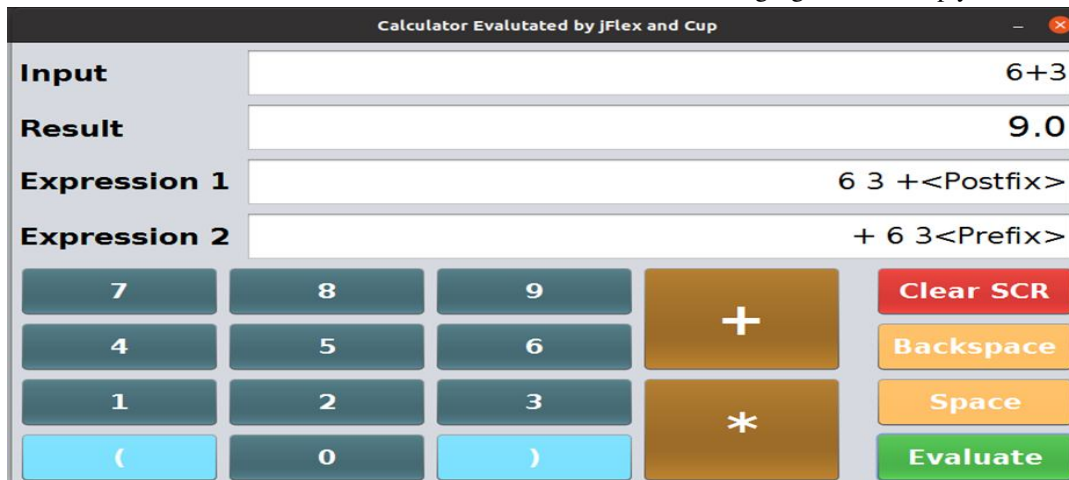 Calculator Evalutated by jFlex and Cup
Input 6+3
Result 9.0
Expression 1 6 3 +<Postfix>
Expression 2 + 6 3<Prefix>
7 8 9 + Clear SCR
4 5 6 Backspace
1 2 3 * Space
( 0 ) Evaluate